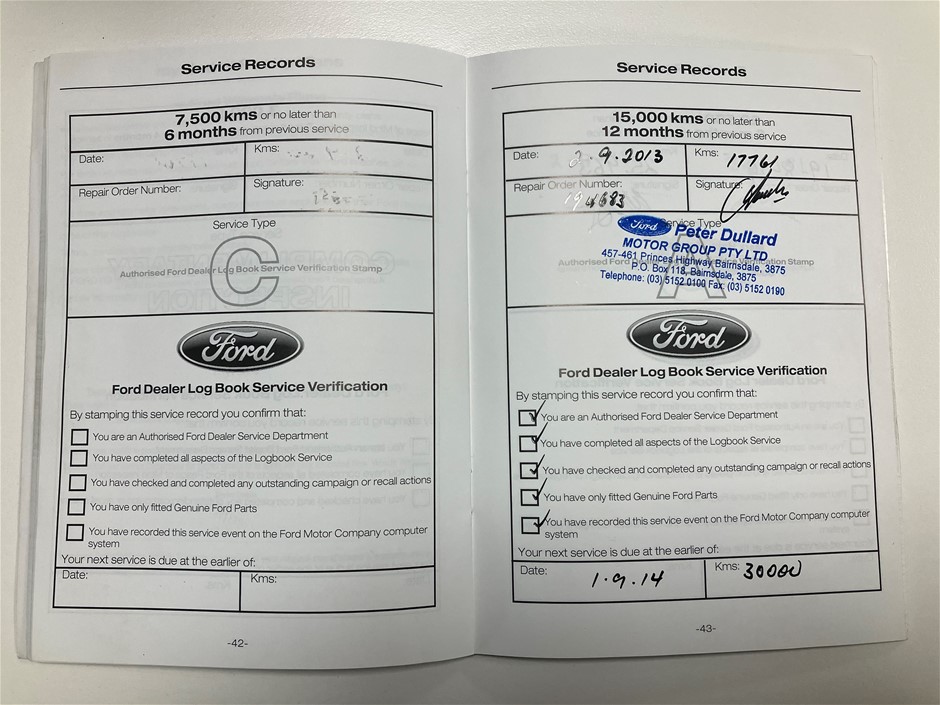 Service Records
7,500 kms or no later than
6 months from previous service
Date:
Kms:
Repair Order Number:
Signature:
Service Type
C
Authorised Ford Dealer Log Book Service Verification Stamp
Ford
Ford Dealer Log Book Service Verification
By stamping this service record you confirm that:
You are an Authorised Ford Dealer Service Department
You have completed all aspects of the Logbook Service
You have checked and completed any outstanding campaign or recall actions
You have only fitted Genuine Ford Parts
You have recorded this service event on the Ford Motor Company computer
system
Your next service is due at the earlier of:
Date:
Kms:
-42-
Service Records
15,000 kms or no later than
12 months from previous service
Date: 2.9.2013
Kms: 17761
Repair Order Number:
Signature:
Service Type
Ford Peter Dullard
MOTOR GROUP PTY LTD
457-461 Princes Highway Bairnsdale, 3875
P.O. Box 118, Bairnsdale, 3875
Telephone: (03) 5152 0100 Fax: (03) 5152 0190
A
Authorised Ford Verification Stamp
Ford
Ford Dealer Log Book Service Verification
By stamping this service record you confirm that:
You are an Authorised Ford Dealer Service Department
You have completed all aspects of the Logbook Service
You have checked and completed any outstanding campaign or recall actions
You have only fitted Genuine Ford Parts
You have recorded this service event on the Ford Motor Company computer
system
Your next service is due at the earlier of:
Date: 1.9.14
Kms: 30000
-43-